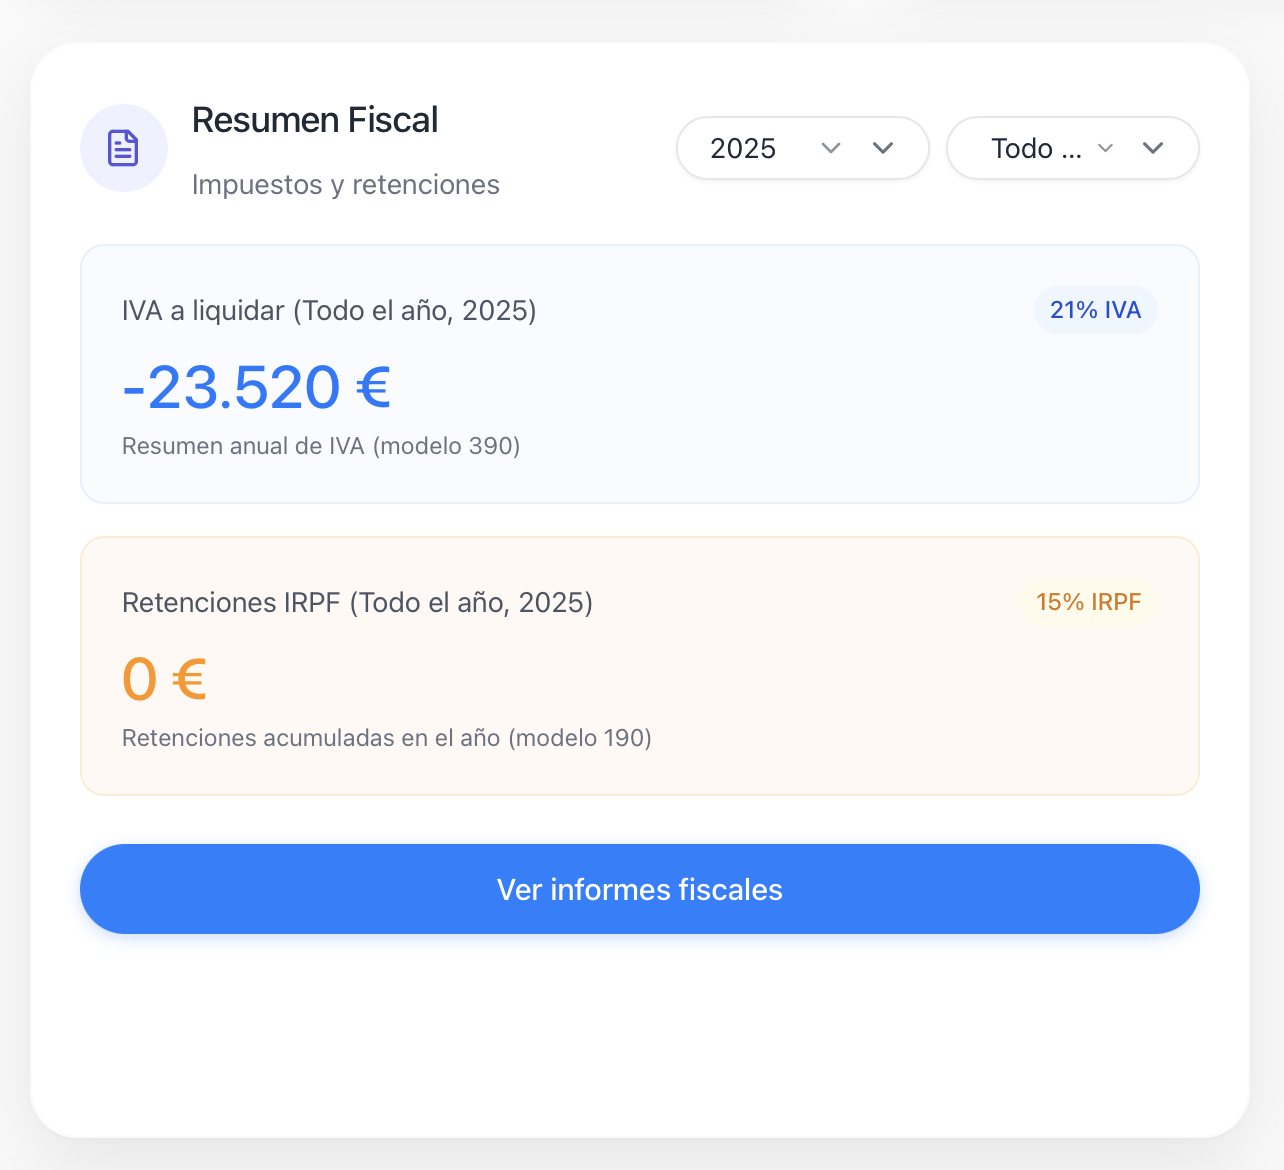 Resumen Fiscal
Impuestos y retenciones
2025
Todo ...
IVA a liquidar (Todo el año, 2025)
21% IVA
-23.520 €
Resumen anual de IVA (modelo 390)
Retenciones IRPF (Todo el año, 2025)
15% IRPF
0 €
Retenciones acumuladas en el año (modelo 190)
Ver informes fiscales